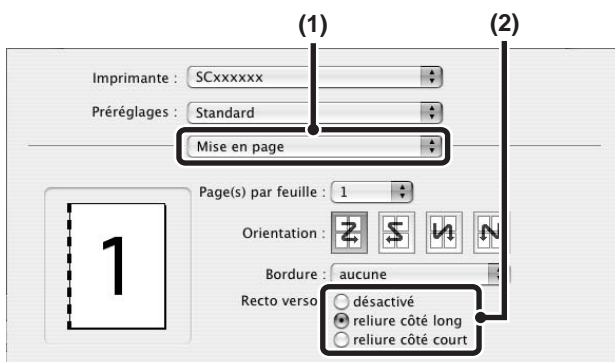 (1) (2)
Imprimante : SCxxxxxx
Préréglages : Standard
Mise en page
Page(s) par feuille : 1
Orientation :
Bordure : aucune
Recto verso
désactivé
reliure côté long
reliure côté court
1